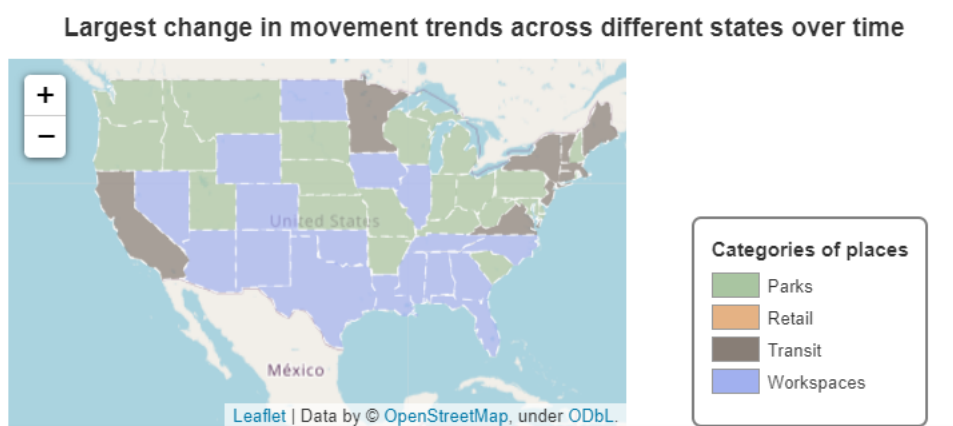 Largest change in movement trends across different states over time
+
−
United States
México
Categories of places
Parks
Retail
Transit
Workspaces
Leaflet | Data by © OpenStreetMap, under ODbL.